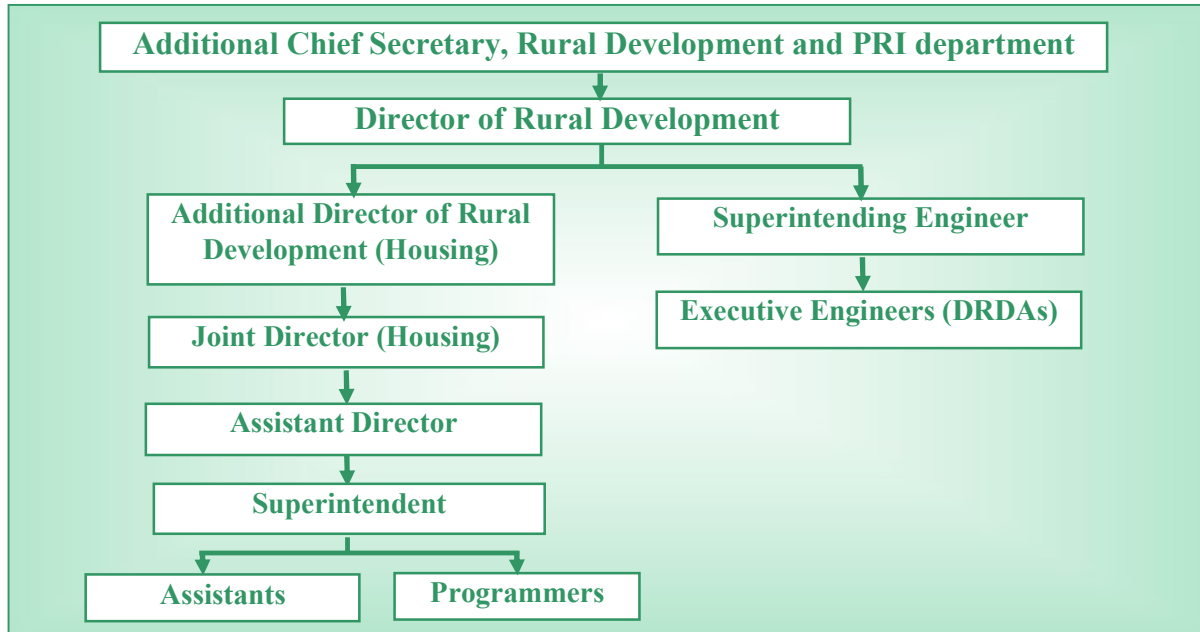 Additional Chief Secretary, Rural Development and PRI department
Director of Rural Development
Additional Director of Rural
Development (Housing)
Superintending Engineer
Joint Director (Housing)
Executive Engineers (DRDAs)
Assistant Director
Superintendent
Assistants
Programmers